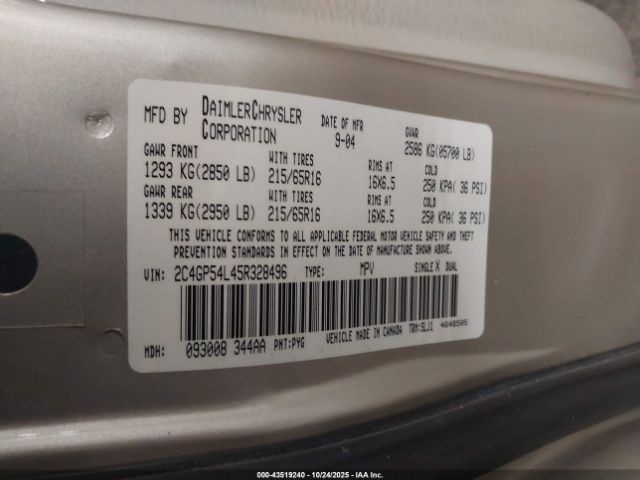 MFD BY DAIMLERCHRYSLER CORPORATION DATE OF MFR 9-04 GVWR 2586 KG(05700 LB)
GAWR FRONT WITH TIRES RIMS AT COLD
1293 KG(2850 LB) 215/65R16 16X6.5 250 KPA( 36 PSI)
GAWR REAR WITH TIRES RIMS AT COLD
1339 KG(2950 LB) 215/65R16 16X6.5 250 KPA( 36 PSI)
THIS VEHICLE CONFORMS TO ALL APPLICABLE FEDERAL MOTOR VEHICLE SAFETY AND THEFT
PREVENTION STANDARDS IN EFFECT ON THE DATE OF MANUFACTURE SHOWN ABOVE.
VIN: 2C4GP54L45R328496 TYPE: MPV SINGLE X DUAL
MDH: 093008 344AA PNT:PYG VEHICLE MADE IN CANADA TRM:SLJ1 4648505
000-43519240 - 10/24/2025 - IAA Inc.